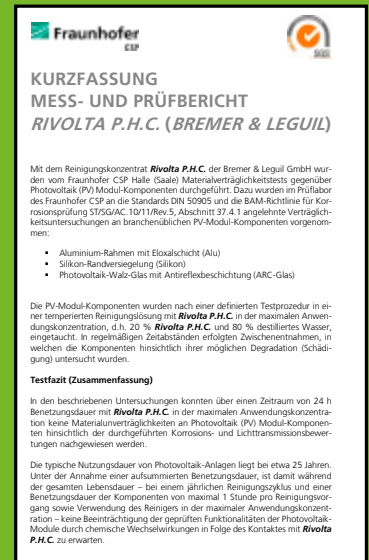 Fraunhofer
CSP
SGS
KURZFASSUNG
MESS- UND PRÜFBERICHT
RIVOLTA P.H.C. (BREMER & LEGUIL)
Mit dem Reinigungskonzentrat Rivolta P.H.C. der Bremer & Leguil GmbH wur-
den vom Fraunhofer CSP Halle (Saale) Materialverträglichkeitstests gegenüber
Photovoltaik (PV) Modul-Komponenten durchgeführt. Dazu wurden im Prüflabor
des Fraunhofer CSP an die Standards DIN 50905 und die BAM-Richtlinie für Kor-
rosionsprüfung ST/SG/AC.10/11/Rev.5, Abschnitt 37.4.1 angelehnte Verträglich-
keitsuntersuchungen an branchenüblichen PV-Modul-Komponenten vorgenom-
men:
▪ Aluminium-Rahmen mit Eloxalschicht (Alu)
▪ Silikon-Randversiegelung (Silikon)
▪ Photovoltaik-Walz-Glas mit Antireflexbeschichtung (ARC-Glas)
Die PV-Modul-Komponenten wurden nach einer definierten Testprozedur in ei-
ner temperierten Reinigungslösung mit Rivolta P.H.C. in der maximalen Anwen-
dungskonzentration, d.h. 20 % Rivolta P.H.C. und 80 % destilliertes Wasser,
eingetaucht. In regelmäßigen Zeitabständen erfolgten Zwischenentnahmen, in
welchen die Komponenten hinsichtlich ihrer möglichen Degradation (Schädi-
gung) untersucht wurden.
Testfazit (Zusammenfassung)
In den beschriebenen Untersuchungen konnten über einen Zeitraum von 24 h
Benetzungsdauer mit Rivolta P.H.C. in der maximalen Anwendungskonzentra-
tion keine Materialunverträglichkeiten an Photovoltaik (PV) Modul-Komponen-
ten hinsichtlich der durchgeführten Korrosions- und Lichttransmissionsbewer-
tungen nachgewiesen werden.
Die typische Nutzungsdauer von Photovoltaik-Anlagen liegt bei etwa 25 Jahren.
Unter der Annahme einer aufsummierten Benetzungsdauer, ist damit während
der gesamten Lebensdauer – bei einem jährlichen Reinigungszyklus und einer
Benetzungsdauer der Komponenten von maximal 1 Stunde pro Reinigungsvor-
gang sowie Verwendung des Reinigers in der maximaler Anwendungskonzent-
ration – keine Beeinträchtigung der geprüften Funktionalitäten der Photovoltaik-
Module durch chemische Wechselwirkungen in Folge des Kontaktes mit Rivolta
P.H.C. zu erwarten.